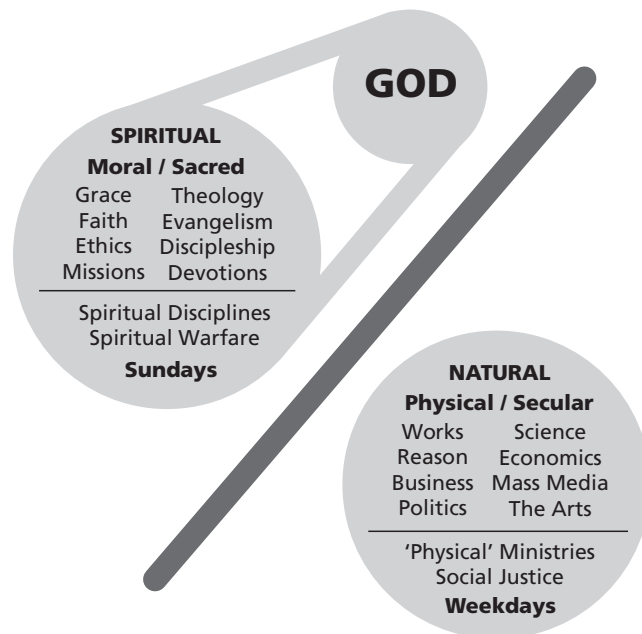 GOD
SPIRITUAL
Moral / Sacred
Grace Theology
Faith Evangelism
Ethics Discipleship
Missions Devotions
Spiritual Disciplines
Spiritual Warfare
Sundays
NATURAL
Physical / Secular
Works Science
Reason Economics
Business Mass Media
Politics The Arts
‘Physical’ Ministries
Social Justice
Weekdays